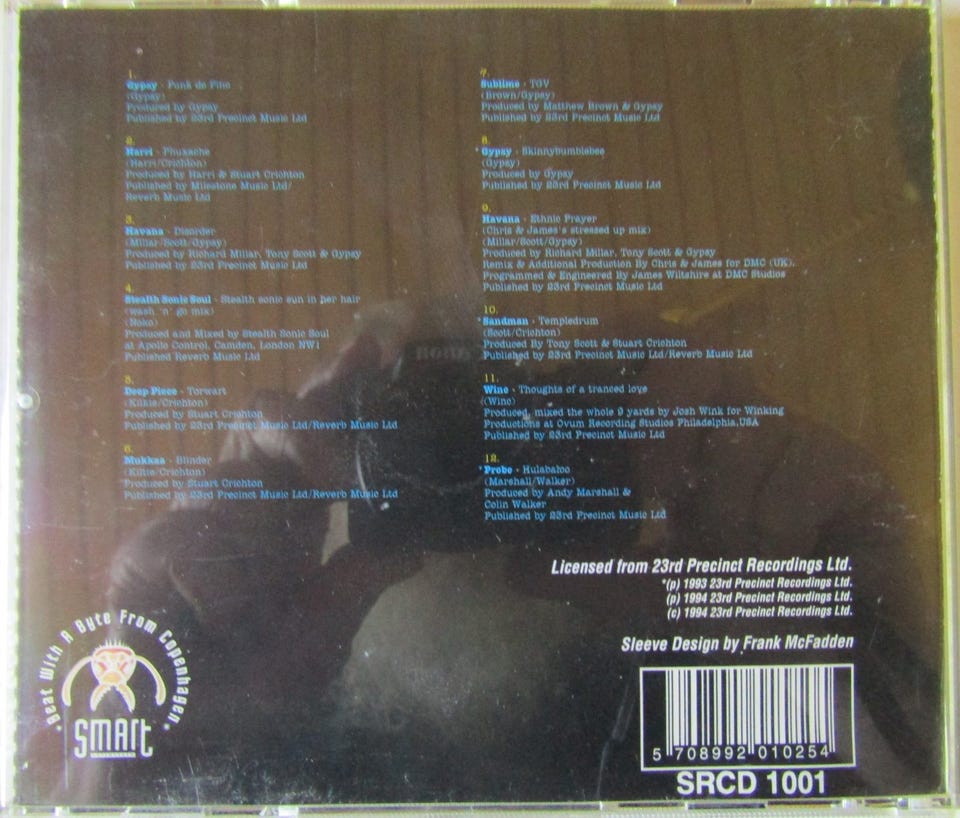 1.
Gypsy - Funk de Fino
(Gypsy)
Produced by Gypsy
Published by 23rd Precinct Music Ltd
2.
Harri - Phuxache
(Harri/Crichton)
Produced by Harri & Stuart Crichton
Published by Milestone Music Ltd/
Reverb Music Ltd
3.
Havana - Disorder
(Millar/Scott/Gypsy)
Produced by Richard Millar, Tony Scott & Gypsy
Published by 23rd Precinct Music Ltd
4.
Stealth Sonic Soul - Stealth sonic sun in her hair
(wash 'n' go mix)
(Noko)
Produced and Mixed by Stealth Sonic Soul
at Apollo Control, Camden, London NW1
Published Reverb Music Ltd
5.
Deep Piece - Torwart
(Kiltie/Crichton)
Produced by Stuart Crichton
Published by 23rd Precinct Music Ltd/Reverb Music Ltd
6.
Mukkaa - Blinder
(Kiltie/Crichton)
Produced by Stuart Crichton
Published by 23rd Precinct Music Ltd/Reverb Music Ltd
7.
Sublime - TGV
(Brown/Gypsy)
Produced by Matthew Brown & Gypsy
Published by 23rd Precinct Music Ltd
8.
*Gypsy - Skinnybumblebee
(Gypsy)
Produced by Gypsy
Published by 23rd Precinct Music Ltd
9.
Havana - Ethnic Prayer
(Chris & James's stressed up mix)
(Millar/Scott/Gypsy)
Produced by Richard Millar, Tony Scott & Gypsy
Remix & Additional Production By Chris & James for DMC (UK).
Programmed & Engineered By James Wiltshire at DMC Studios
Published by 23rd Precinct Music Ltd
10.
*Sandman - Templedrum
(Scott/Crichton)
Produced By Tony Scott & Stuart Crichton
Published by 23rd Precinct Music Ltd/Reverb Music Ltd
11.
Winc - Thoughts of a tranced love
(Winc)
Produced, mixed the whole 9 yards by Josh Wink for Winking
Productions at Ovum Recording Studios Philadelphia,USA
Published by 23rd Precinct Music Ltd
12.
*Probe - Hulabaloo
(Marshall/Walker)
Produced by Andy Marshall &
Colin Walker
Published by 23rd Precinct Music Ltd
Licensed from 23rd Precinct Recordings Ltd.
*(p) 1993 23rd Precinct Recordings Ltd.
(p) 1994 23rd Precinct Recordings Ltd.
(c) 1994 23rd Precinct Recordings Ltd.
Sleeve Design by Frank McFadden
* Beat With A Byte From Copenhagen *
SMART
5 708992 010254
SRCD 1001